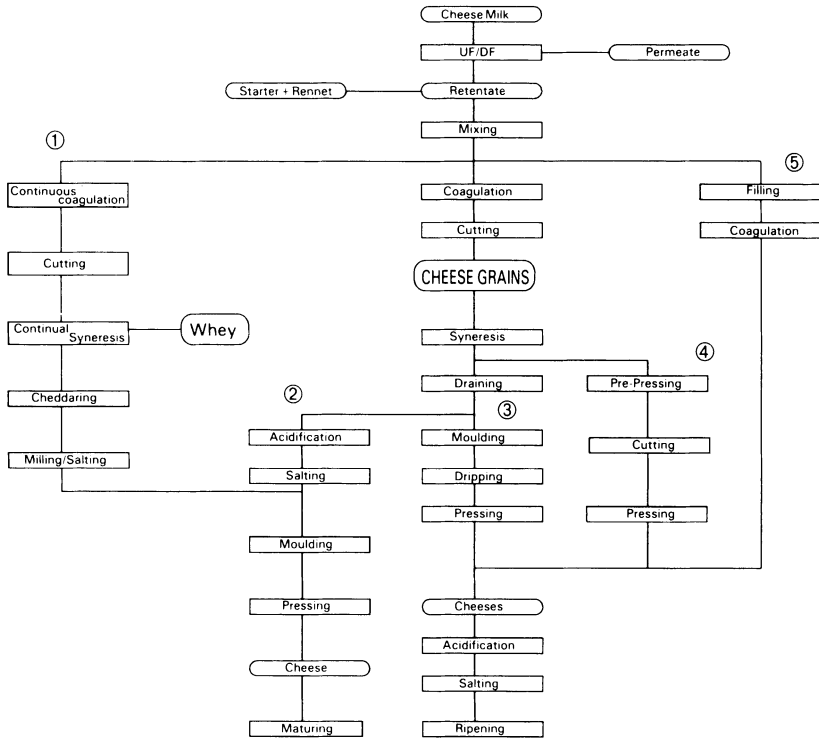 Cheese Milk
UF/DF
Permeate
Starter + Rennet
Retentate
Mixing
①
⑤
Continuous
coagulation
Coagulation
Filling
Cutting
Coagulation
Cutting
CHEESE GRAINS
Continual
Syneresis
Whey
Syneresis
④
Cheddaring
②
Draining
Pre-Pressing
③
Milling/Salting
Acidification
Moulding
Cutting
Salting
Dripping
Pressing
Pressing
Moulding
Pressing
Cheeses
Acidification
Cheese
Salting
Maturing
Ripening